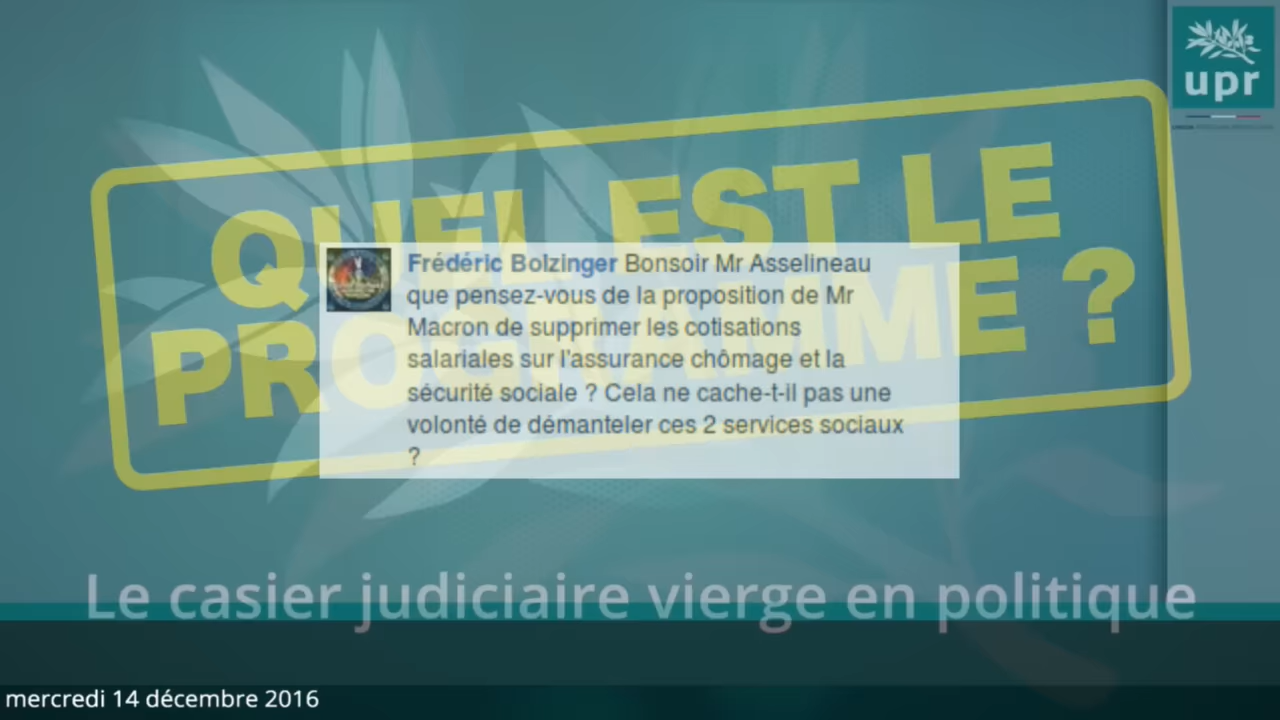 upr
QUEL EST LE
PROGRAMME ?
Frédéric Bolzinger Bonsoir Mr Asselineau
que pensez-vous de la proposition de Mr
Macron de supprimer les cotisations
salariales sur l'assurance chômage et la
sécurité sociale ? Cela ne cache-t-il pas une
volonté de démanteler ces 2 services sociaux
?
Le casier judiciaire vierge en politique
mercredi 14 décembre 2016